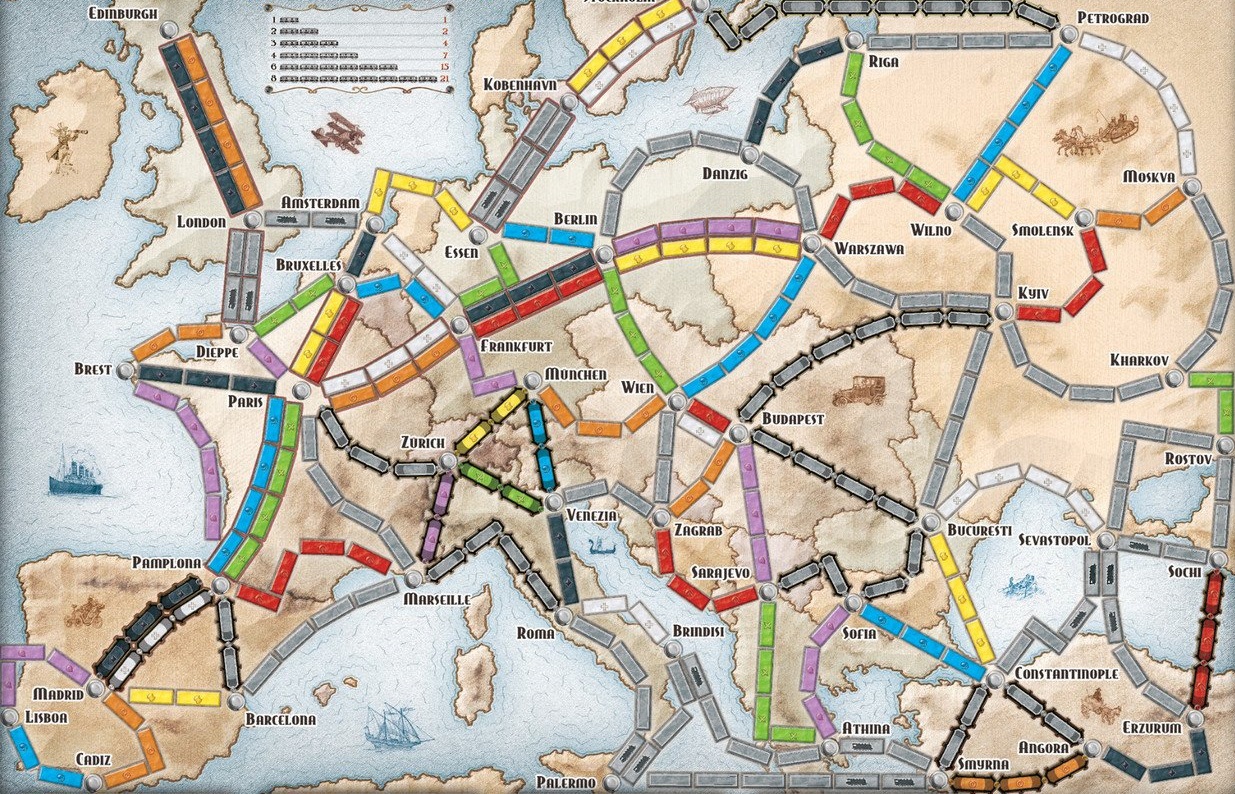 EDINBURGH
1 1
2 2
3 4
4 7
6 15
8 21
PETROGRAD
RIGA
KOBENHAVN
DANZIG
MOSKVA
AMSTERDAM
LONDON
BERLIN
ESSEN
WARSZAWA
WILNO
SMOLENSK
BRUXELLES
KYIV
DIEPPE
FRANKFURT
KHARKOV
BREST
PARIS
MÜNCHEN
WIEN
BUDAPEST
ZÜRICH
ROSTOV
VENEZIA
ZAGRAB
BUCURESTI
SEVASTOPOL
PAMPLONA
SARAJEVO
SOCHI
MARSEILLE
ROMA
BRINDISI
SOFIA
CONSTANTINOPLE
MADRID
LISBOA
BARCELONA
ATHINA
ERZURUM
ANGORA
CADIZ
SMYRNA
PALERMO